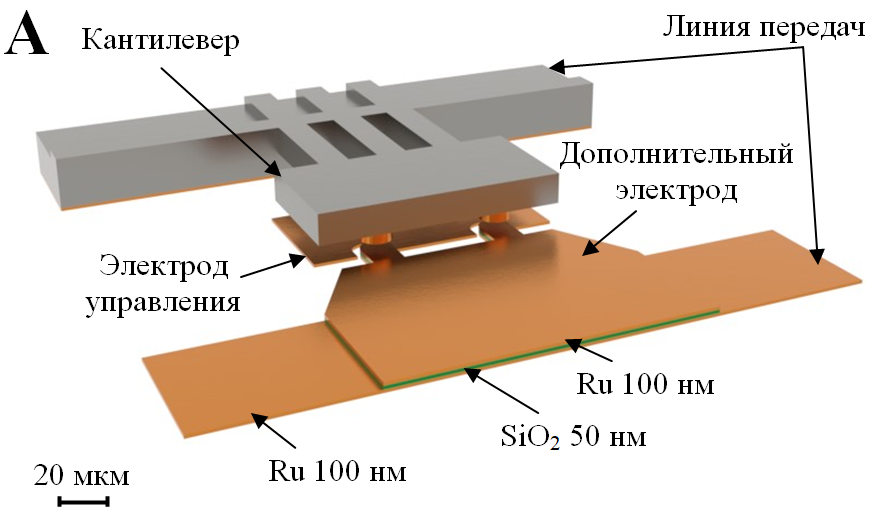 А
Кантилевер
Линия передач
Дополнительный
электрод
Электрод
управления
Ru 100 нм
SiO₂ 50 нм
Ru 100 нм
20 мкм